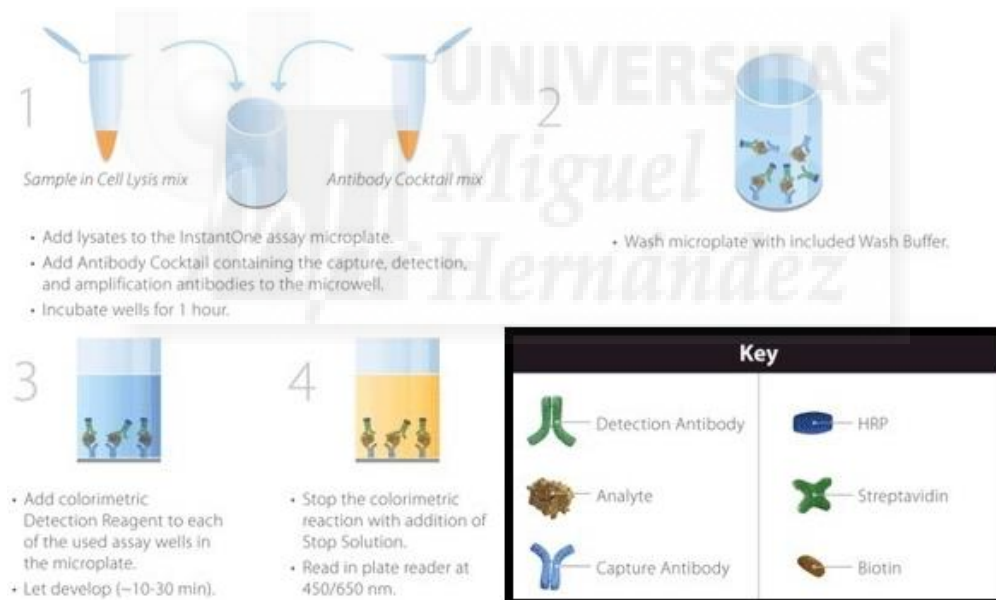 UNIVERSITAS
Miguel
Hernández
1
Sample in Cell Lysis mix
Antibody Cocktail mix
• Add lysates to the InstantOne assay microplate.
• Add Antibody Cocktail containing the capture, detection,
and amplification antibodies to the microwell.
• Incubate wells for 1 hour.
2
• Wash microplate with included Wash Buffer.
3
• Add colorimetric
Detection Reagent to each
of the used assay wells in
the microplate.
• Let develop (~10-30 min).
4
• Stop the colorimetric
reaction with addition of
Stop Solution.
• Read in plate reader at
450/650 nm.
Key
Detection Antibody
Analyte
Capture Antibody
HRP
Streptavidin
Biotin